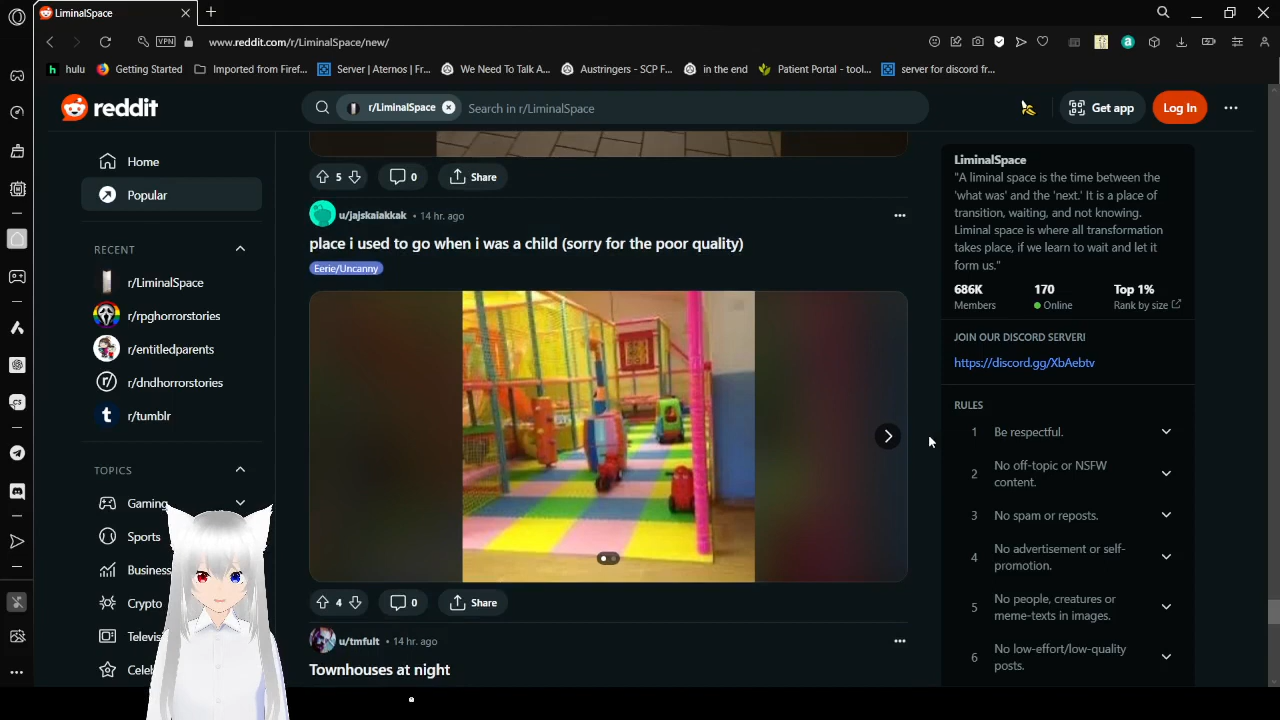 LiminalSpace
www.reddit.com/r/LiminalSpace/new/
VPN
hulu
Getting Started
Imported from Firef...
Server | Aternos | Fr...
We Need To Talk A...
Austringers - SCP F...
in the end
Patient Portal - tool...
server for discord fr...
reddit
r/LiminalSpace
Search in r/LiminalSpace
Get app
Log In
Home
Popular
RECENT
r/LiminalSpace
r/rpghorrorstories
r/entitledparents
r/dndhorrorstories
r/tumblr
TOPICS
Gaming
Sports
Business
Crypto
Televisi
Celeb
5
0
Share
u/jajskaiakkak • 14 hr. ago
place i used to go when i was a child (sorry for the poor quality)
Eerie/Uncanny
4
0
Share
u/tmfult • 14 hr. ago
Townhouses at night
LiminalSpace
"A liminal space is the time between the
'what was' and the 'next.' It is a place of
transition, waiting, and not knowing.
Liminal space is where all transformation
takes place, if we learn to wait and let it
form us."
686K
Members
170
Online
Top 1%
Rank by size
JOIN OUR DISCORD SERVER!
https://discord.gg/XbAebtv
RULES
1 Be respectful.
2 No off-topic or NSFW
content.
3 No spam or reposts.
4 No advertisement or self-
promotion.
5 No people, creatures or
meme-texts in images.
6 No low-effort/low-quality
posts.